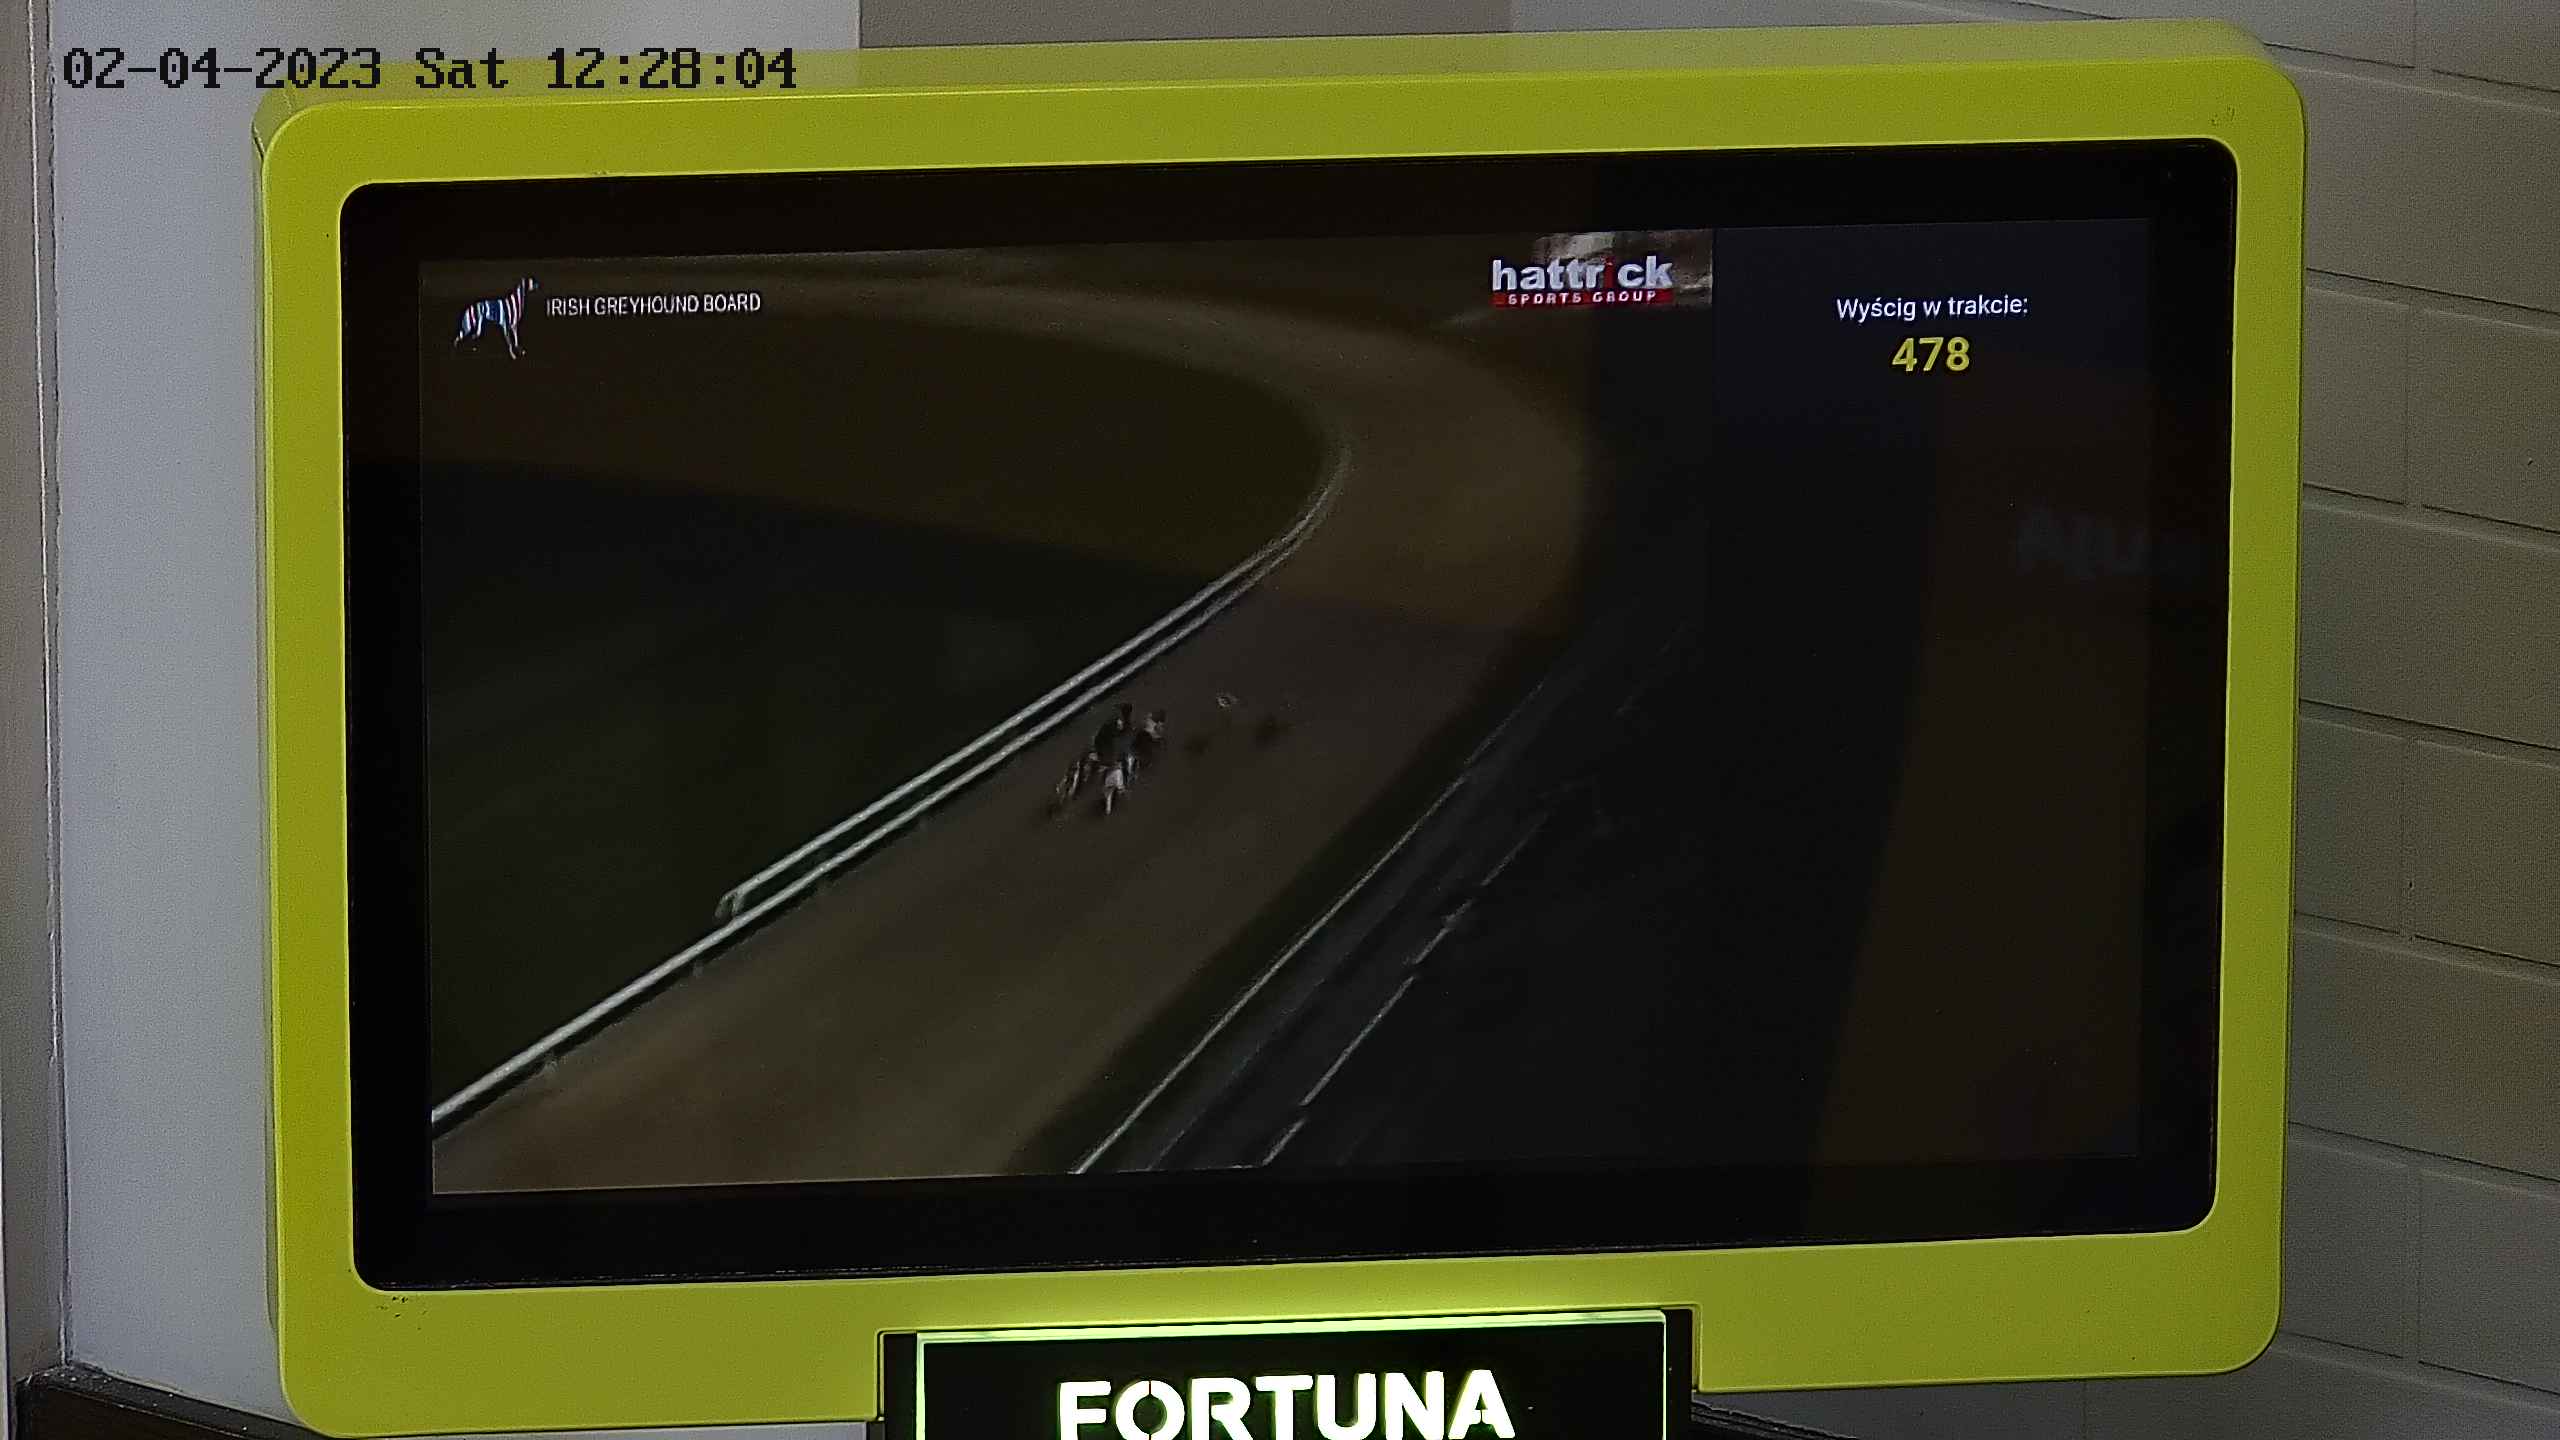 02-04-2023 Sat 12:28:04
IRISH GREYHOUND BOARD
hattrick
SPORTS GROUP
Wyścig w trakcie:
478
FORTUNA